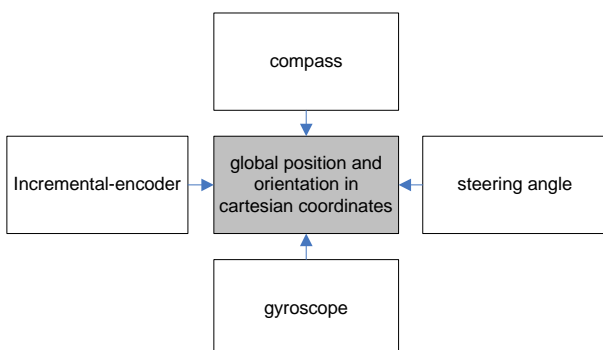 compass
Incremental-encoder
global position and
orientation in
cartesian coordinates
steering angle
gyroscope